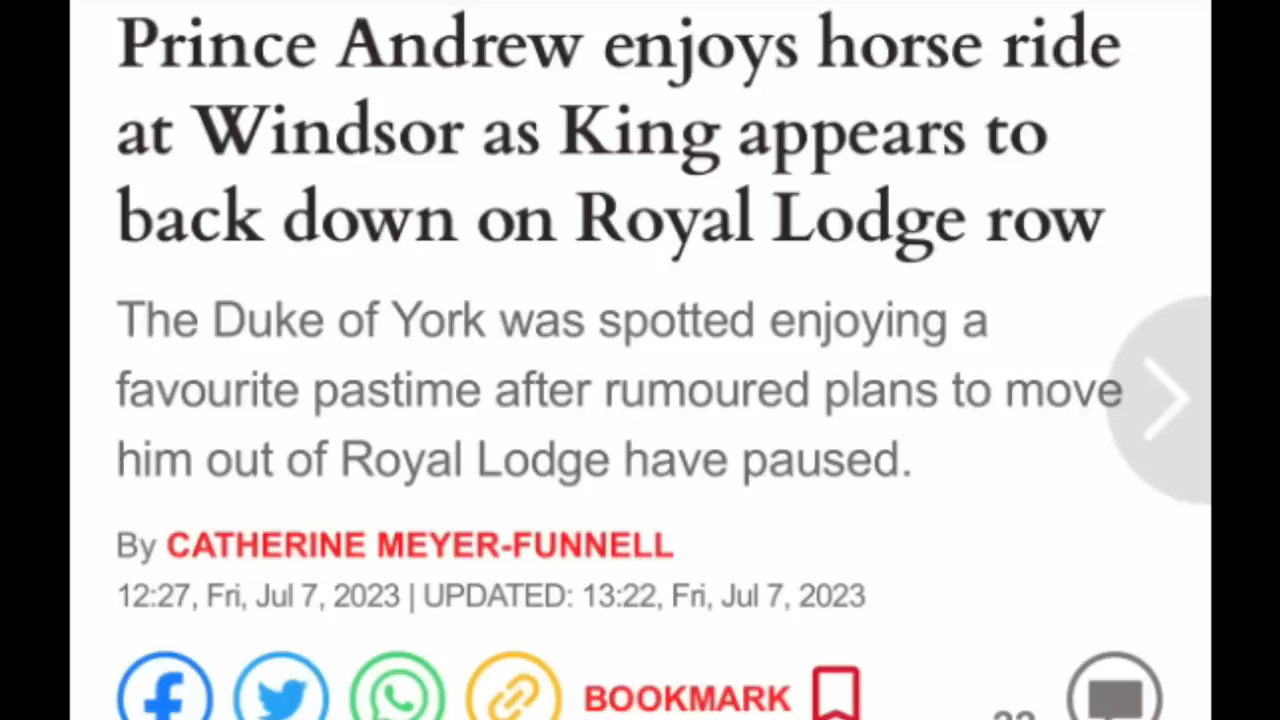 Prince Andrew enjoys horse ride
at Windsor as King appears to
back down on Royal Lodge row
The Duke of York was spotted enjoying a
favourite pastime after rumoured plans to move
him out of Royal Lodge have paused.
By CATHERINE MEYER-FUNNELL
12:27, Fri, Jul 7, 2023 | UPDATED: 13:22, Fri, Jul 7, 2023
BOOKMARK